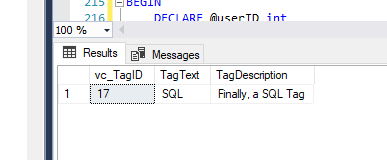 215 BEGIN
216 DECLARE @userID int
100 %
Results Messages
vc_TagID TagText TagDescription
1 17 SQL Finally, a SQL Tag